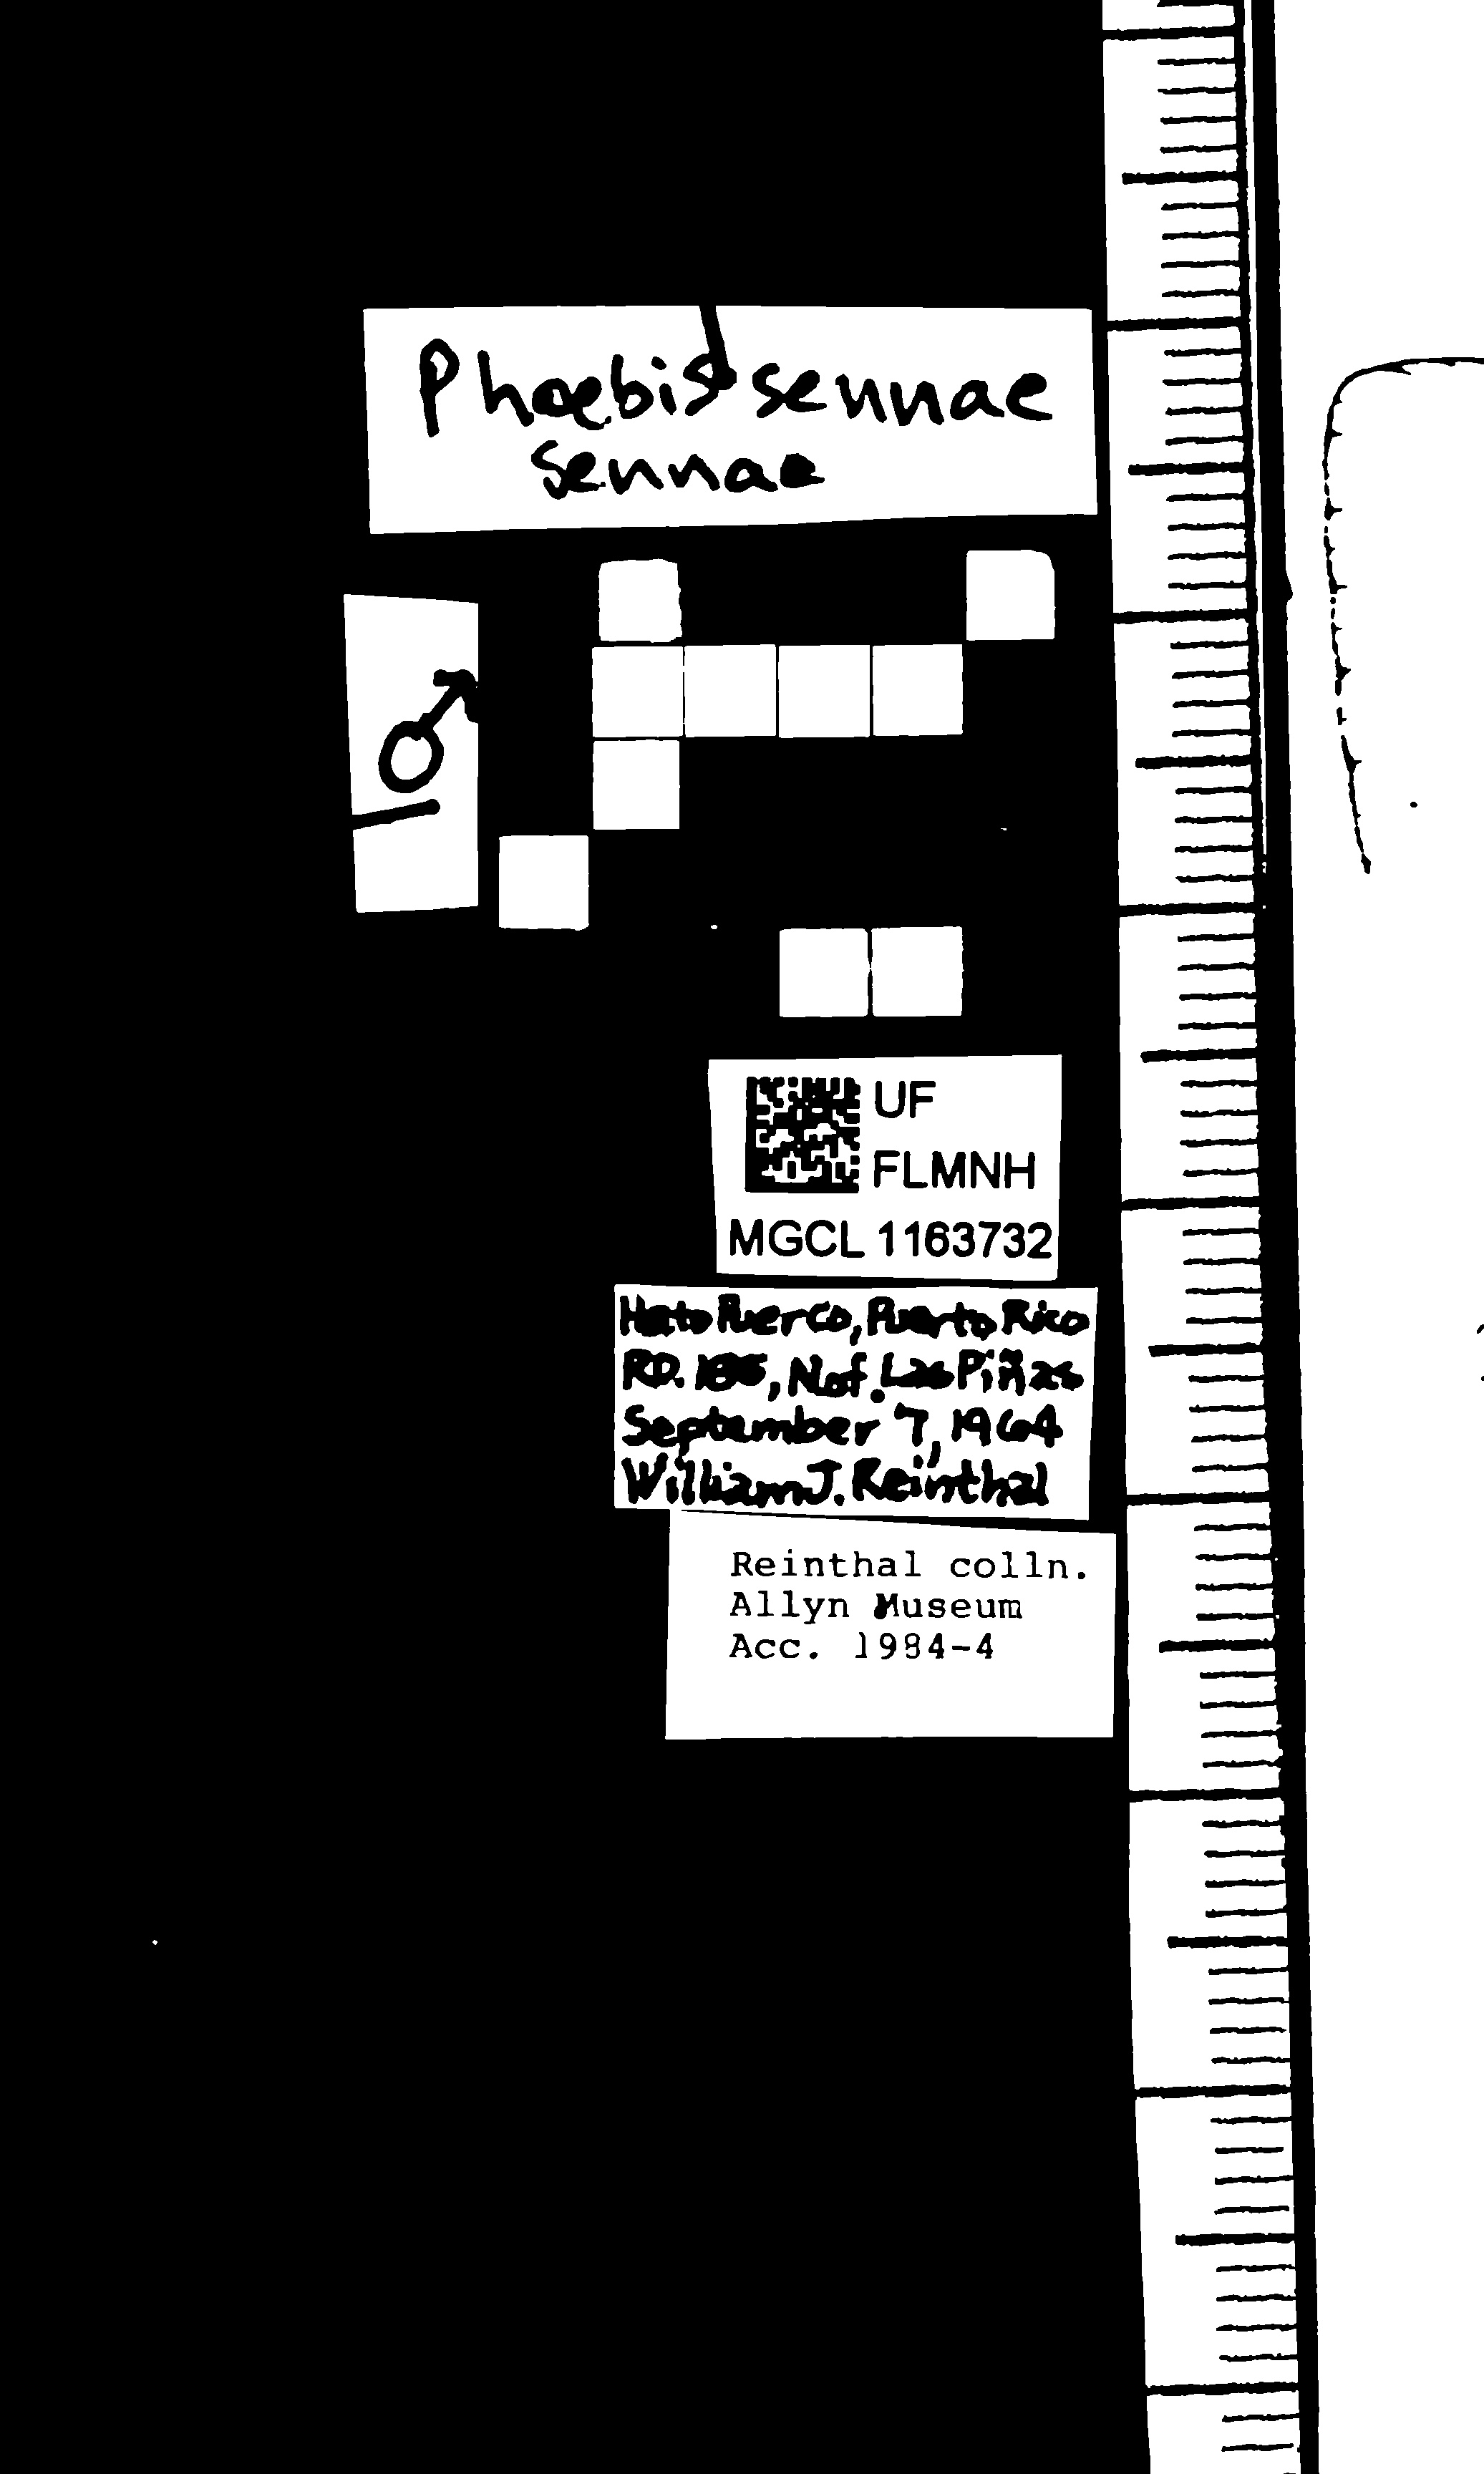 Phoebis sennae
sennae
♂
UF
FLMNH
MGCL 1163732
Hato Puerco, Puerto Rico
RD. 185, N. of. Las Piñas
September 7, 1964
William J. Reinthal
Reinthal colln.
Allyn Museum
Acc. 1984-4